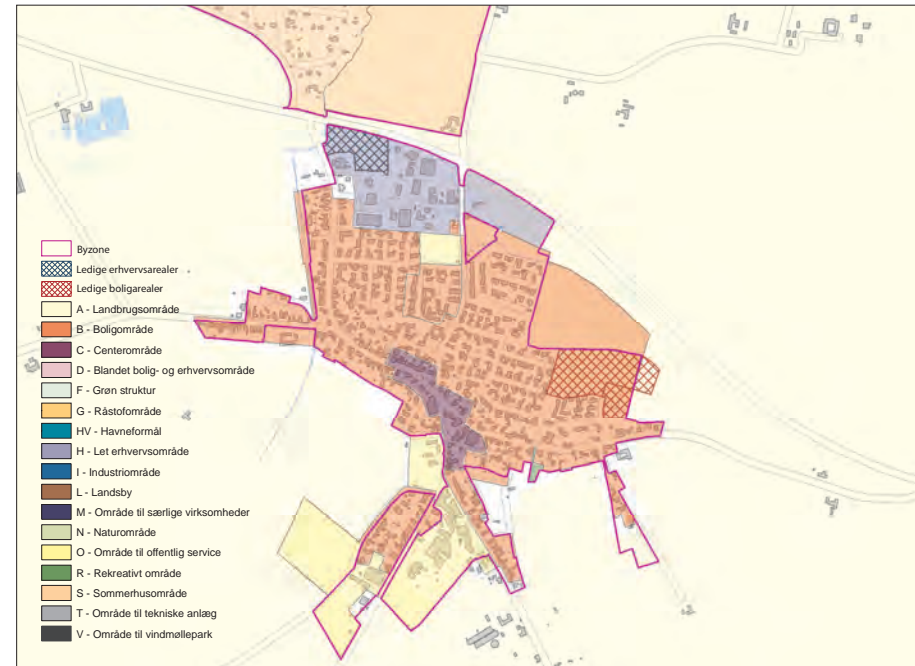 Byzone
Ledige erhvervsarealer
Ledige boligarealer
A - Landbrugsområde
B - Boligområde
C - Centerområde
D - Blandet bolig- og erhvervsområde
F - Grøn struktur
G - Råstofområde
HV - Havneformål
H - Let erhvervsområde
I - Industriområde
L - Landsby
M - Område til særlige virksomheder
N - Naturområde
O - Område til offentlig service
R - Rekreativt område
S - Sommerhusområde
T - Område til tekniske anlæg
V - Område til vindmøllepark